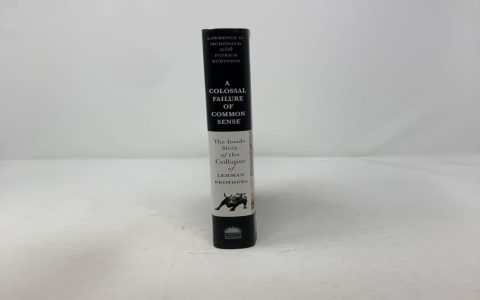 LAWRENCE G.
MCDONALD
with
PATRICK
ROBINSON
A
COLOSSAL
FAILURE
OF
COMMON
SENSE
The Inside
Story
of the
Collapse
of
LEHMAN
BROTHERS